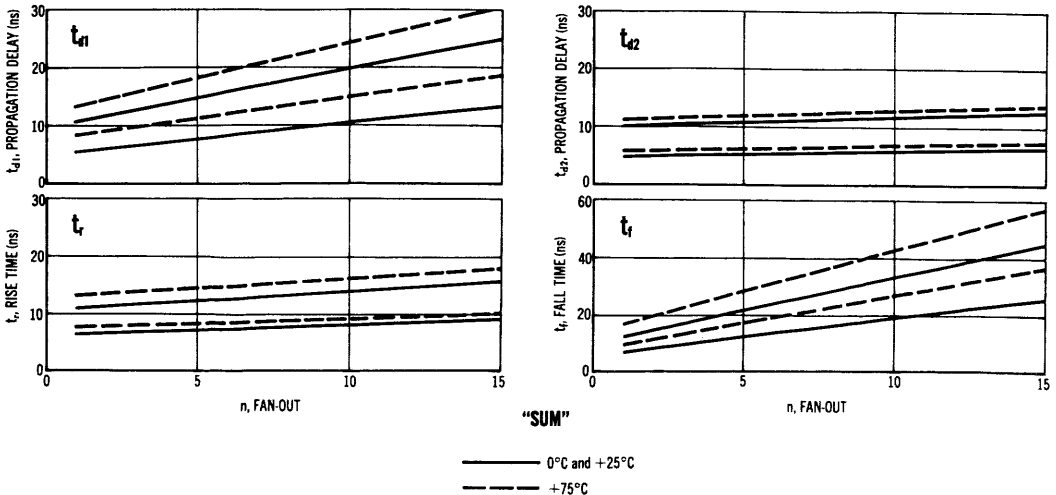 30
20
10
0
t_d1, PROPAGATION DELAY (ns)
t_d1
30
20
10
0
t_d2, PROPAGATION DELAY (ns)
t_d2
30
20
10
0
t_r, RISE TIME (ns)
t_r
0
5
10
15
n, FAN-OUT
60
40
20
0
t_f, FALL TIME (ns)
t_f
0
5
10
15
n, FAN-OUT
"SUM"
0°C and +25°C
+75°C